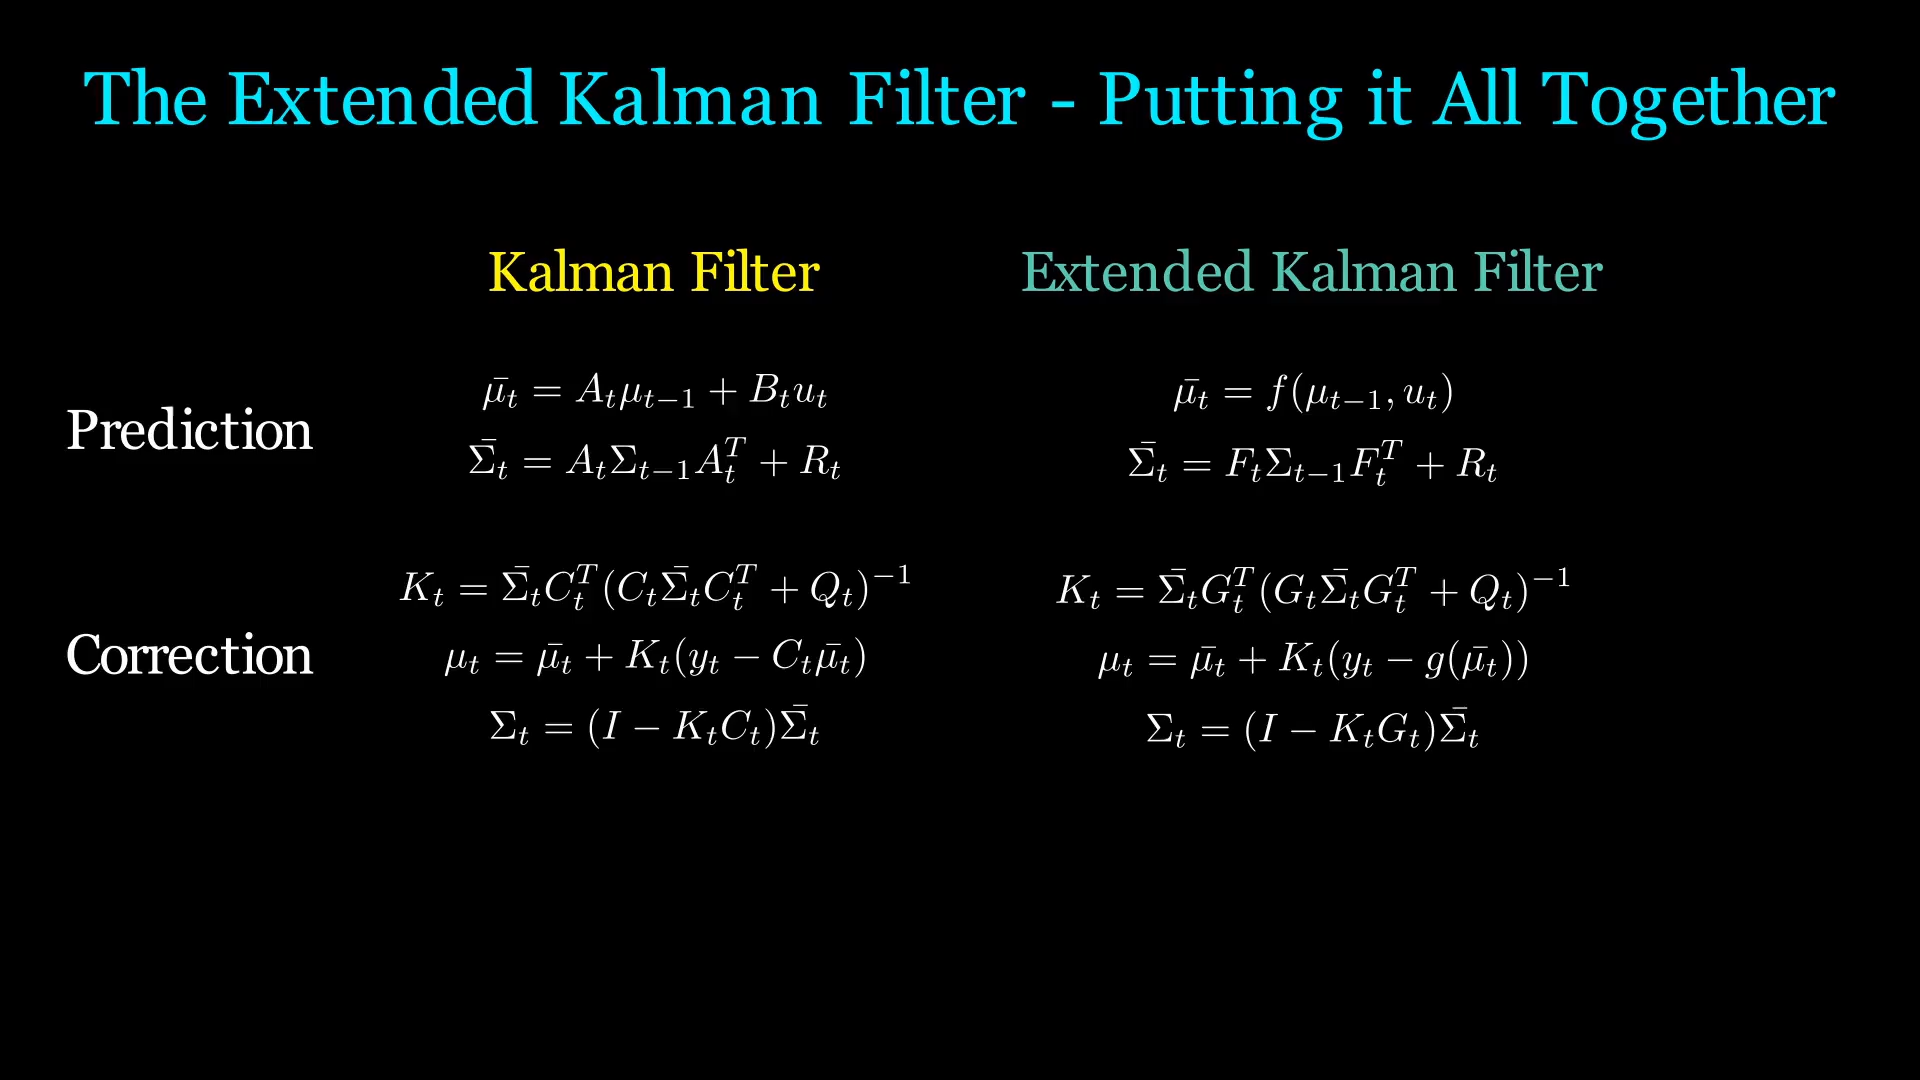 The Extended Kalman Filter - Putting it All Together
Kalman Filter
Extended Kalman Filter
Prediction
μ̄ₜ = Aₜμₜ₋₁ + Bₜuₜ
Σ̄ₜ = AₜΣₜ₋₁Aₜᵀ + Rₜ
μ̄ₜ = f(μₜ₋₁, uₜ)
Σ̄ₜ = FₜΣₜ₋₁Fₜᵀ + Rₜ
Correction
Kₜ = Σ̄ₜCₜᵀ(CₜΣ̄ₜCₜᵀ + Qₜ)⁻¹
μₜ = μ̄ₜ + Kₜ(yₜ − Cₜμ̄ₜ)
Σₜ = (I − KₜCₜ)Σ̄ₜ
Kₜ = Σ̄ₜGₜᵀ(GₜΣ̄ₜGₜᵀ + Qₜ)⁻¹
μₜ = μ̄ₜ + Kₜ(yₜ − g(μ̄ₜ))
Σₜ = (I − KₜGₜ)Σ̄ₜ